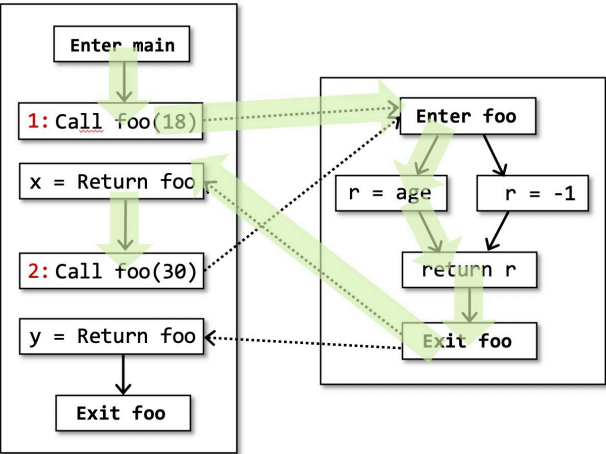 Enter main
1: Call foo(18)
x = Return foo
2: Call foo(30)
y = Return foo
Exit foo
Enter foo
r = age
r = -1
return r
Exit foo